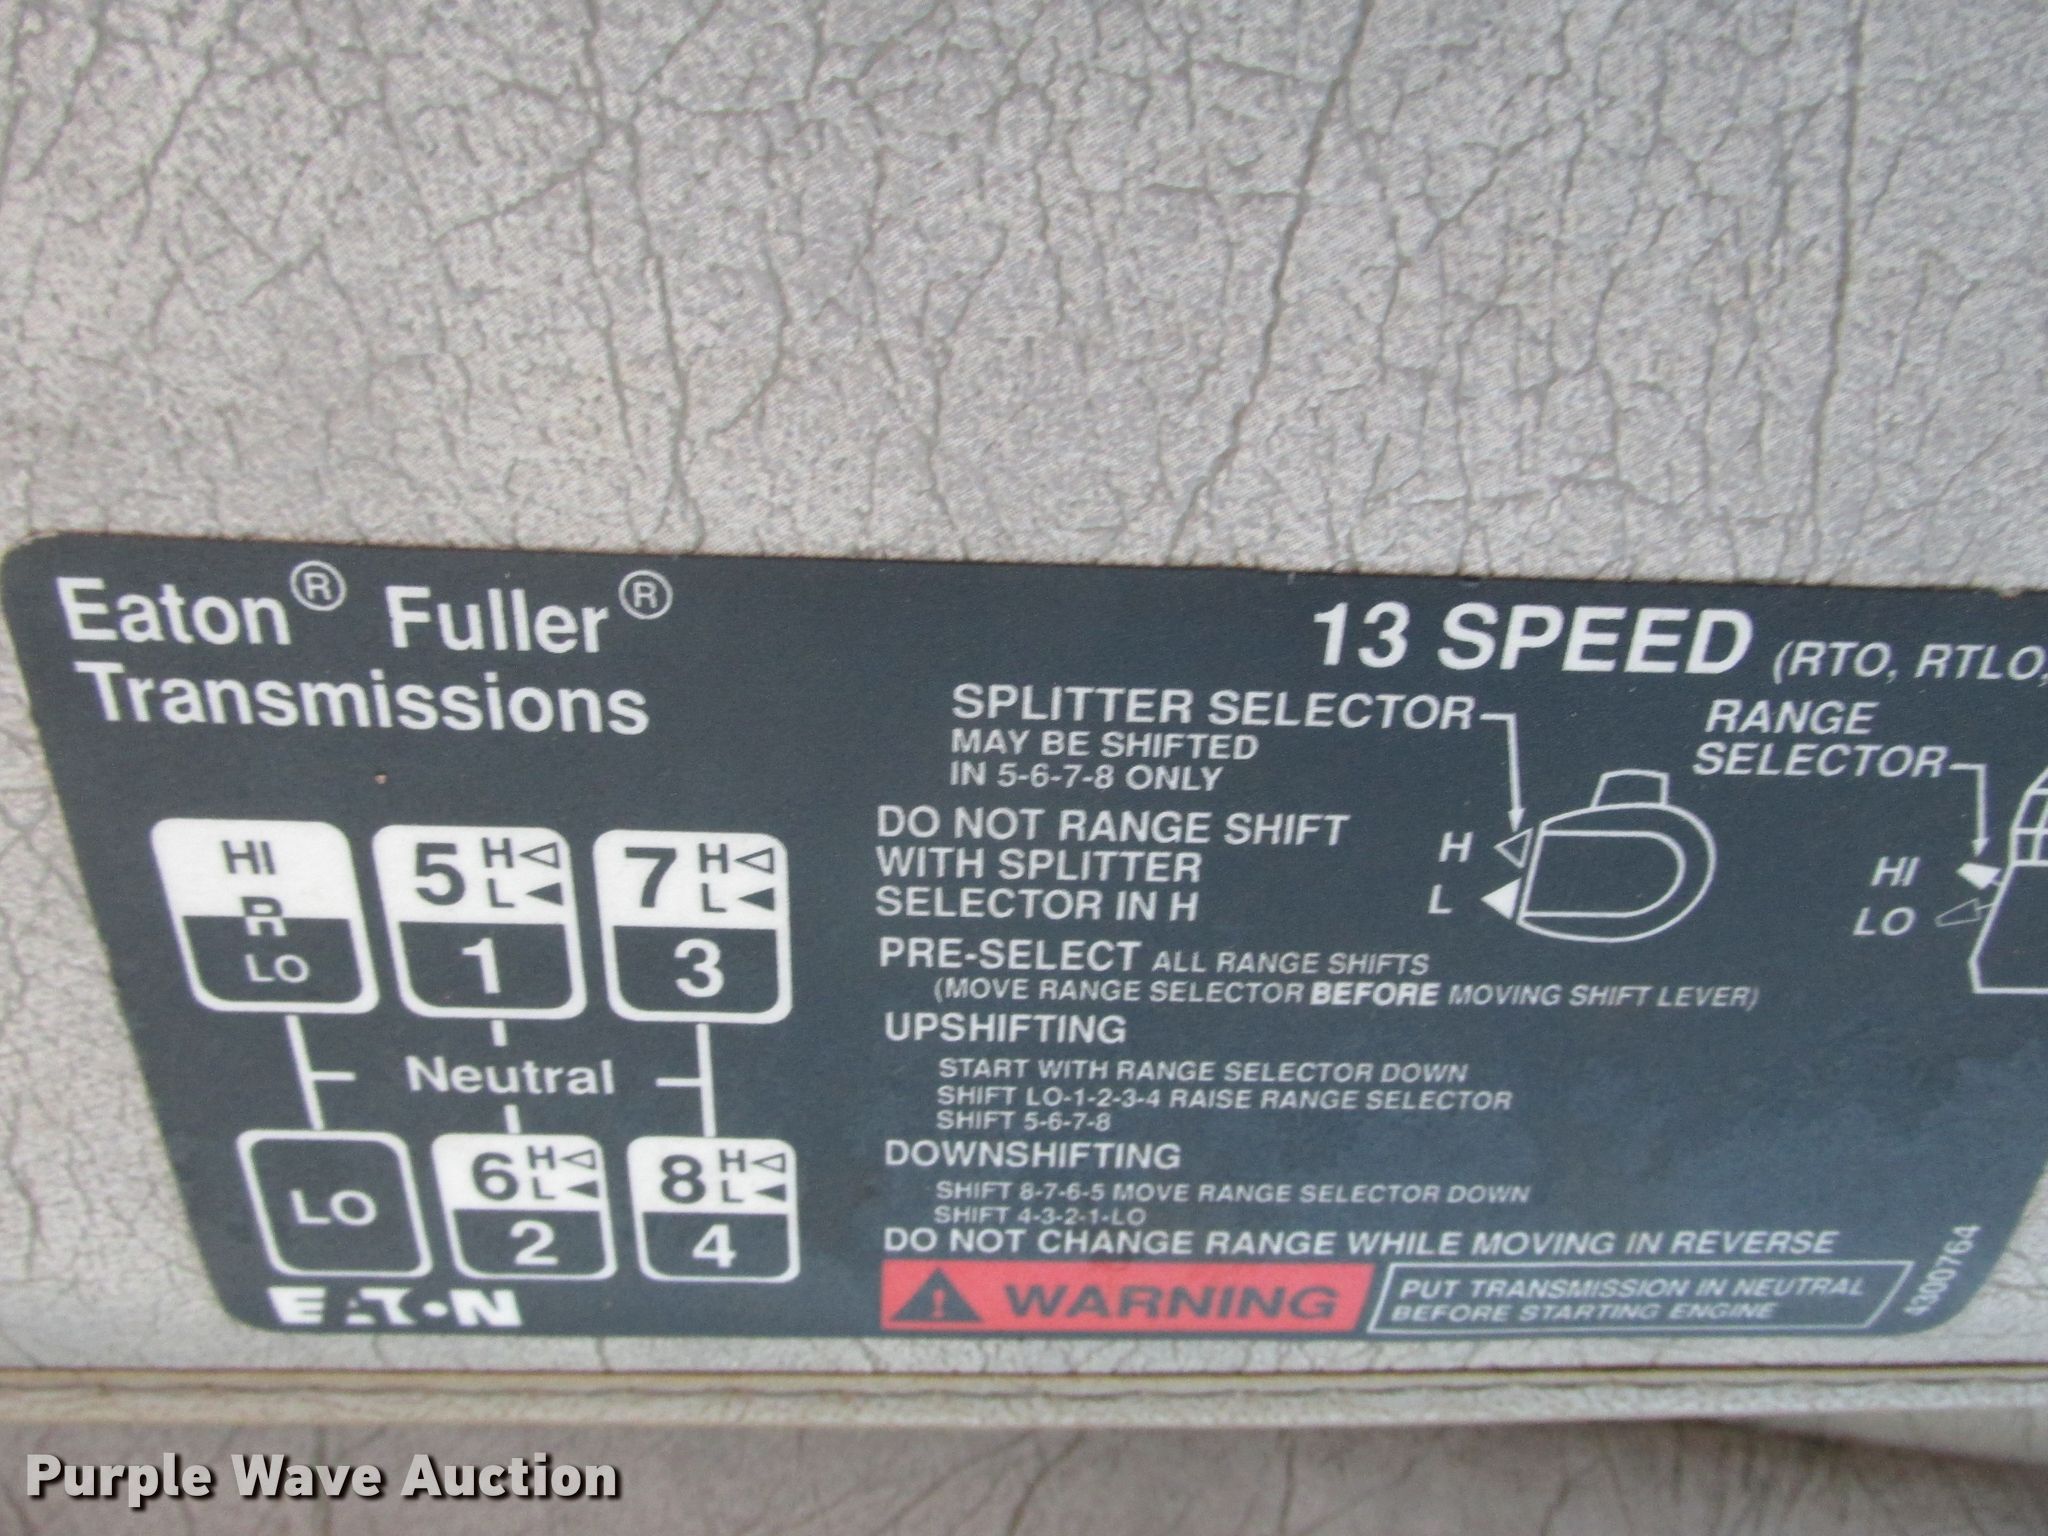 Eaton® Fuller®
Transmissions
13 SPEED (RTO, RTLO,
SPLITTER SELECTOR
MAY BE SHIFTED
IN 5-6-7-8 ONLY
RANGE
SELECTOR
DO NOT RANGE SHIFT
WITH SPLITTER
SELECTOR IN H
H
L
HI
LO
PRE-SELECT ALL RANGE SHIFTS
(MOVE RANGE SELECTOR BEFORE MOVING SHIFT LEVER)
UPSHIFTING
START WITH RANGE SELECTOR DOWN
SHIFT LO-1-2-3-4 RAISE RANGE SELECTOR
SHIFT 5-6-7-8
DOWNSHIFTING
SHIFT 8-7-6-5 MOVE RANGE SELECTOR DOWN
SHIFT 4-3-2-1-LO
DO NOT CHANGE RANGE WHILE MOVING IN REVERSE
WARNING
PUT TRANSMISSION IN NEUTRAL
BEFORE STARTING ENGINE
4300764
HI
R
LO
5 H
L
1
7 H
L
3
Neutral
LO
6 H
L
2
8 H
L
4
EATON
Purple Wave Auction